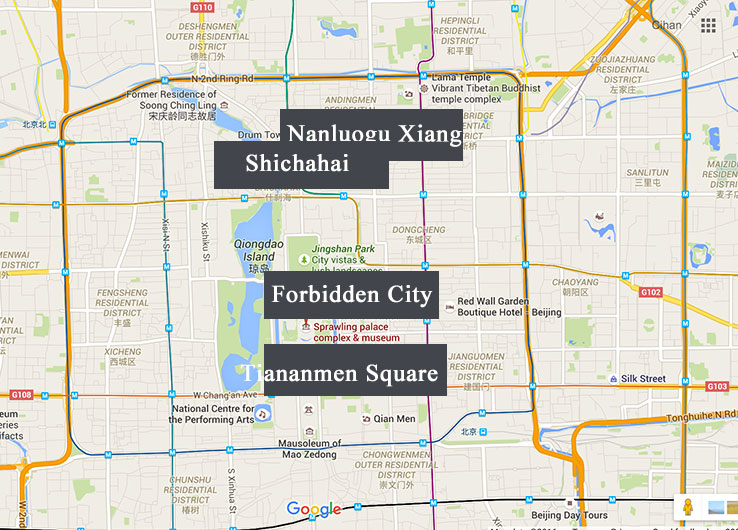 G110
DESHENGMEN
OUTER RESIDENTIAL
DISTRICT
德胜门外
HEPINGLI
RESIDENTIAL
DISTRICT
和平里
Cihan
ZUOJIAZHUANG
RESIDENTIAL
DISTRICT
左家庄
N 2nd Ring Rd
Lama Temple
Vibrant Tibetan Buddhist
temple complex
Former Residence of
Soong Ching Ling
宋庆龄同志故居
ANDINGMEN
北京北
Drum Tow
Nanluogu Xiang
BRIDGE
RESIDENTIAL
DISTRICT
Shichahai
什刹海
SANLITUN
三里屯
MAIZIDIAN
RESIDENTIAL
DISTRICT
麦子店
Xisi N St
Xishiku St
DONGCHENG
东城区
Qiongdao
Island
琼岛
Jingshan Park
City vistas &
lush landscapes
FENGSHENG
RESIDENTIAL
DISTRICT
丰盛
Forbidden City
CHAOYANG
朝阳区
G102
Red Wall Garden
Boutique Hotel
Beijing
Sprawling palace
complex & museum
XICHENG
西城区
Tiananmen Square
JIANGUOMEN
RESIDENTIAL
DISTRICT
建国门
Silk Street
G103
G108
W Chang'an Ave
National Centre for
the Performing Arts
Qian Men
Tonghuihe N Rd
北京
Mausoleum of
Mao Zedong
CHONGWENMEN
RESIDENTIAL
DISTRICT
崇文门外
CHUNSHU
RESIDENTIAL
DISTRICT
椿树
S Xinhua St
Google
Beijing Day Tours